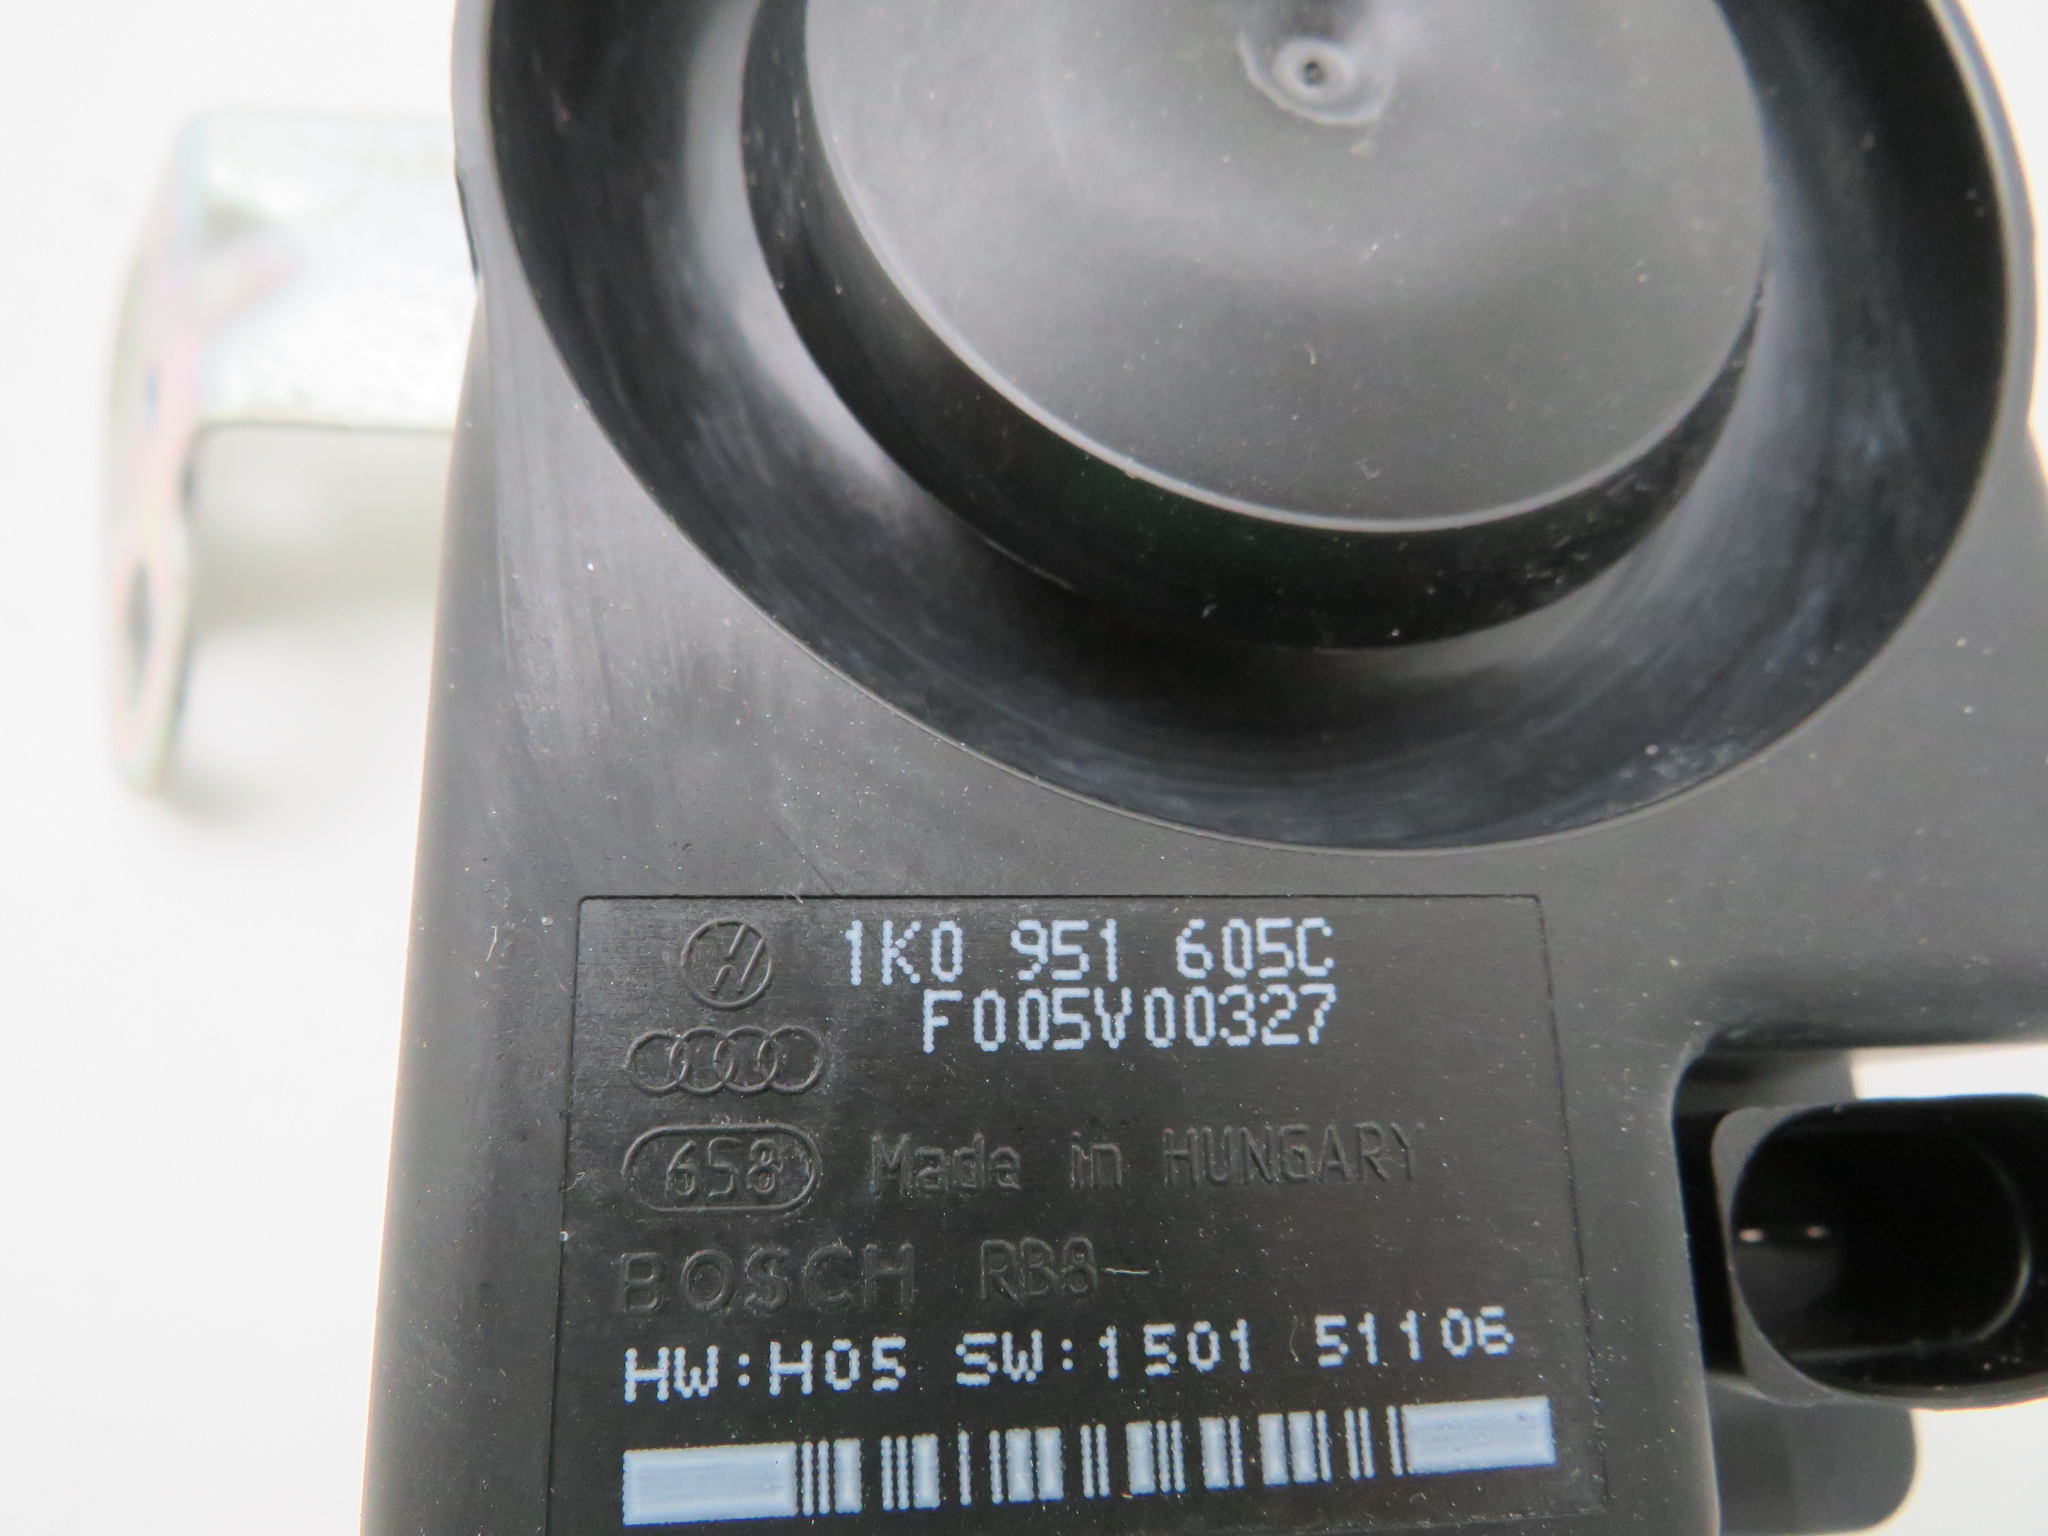 1K0 951 605C
F005V00327
658 Made in HUNGARY
BOSCH RB8-
HW:H05 SW:1501 51106